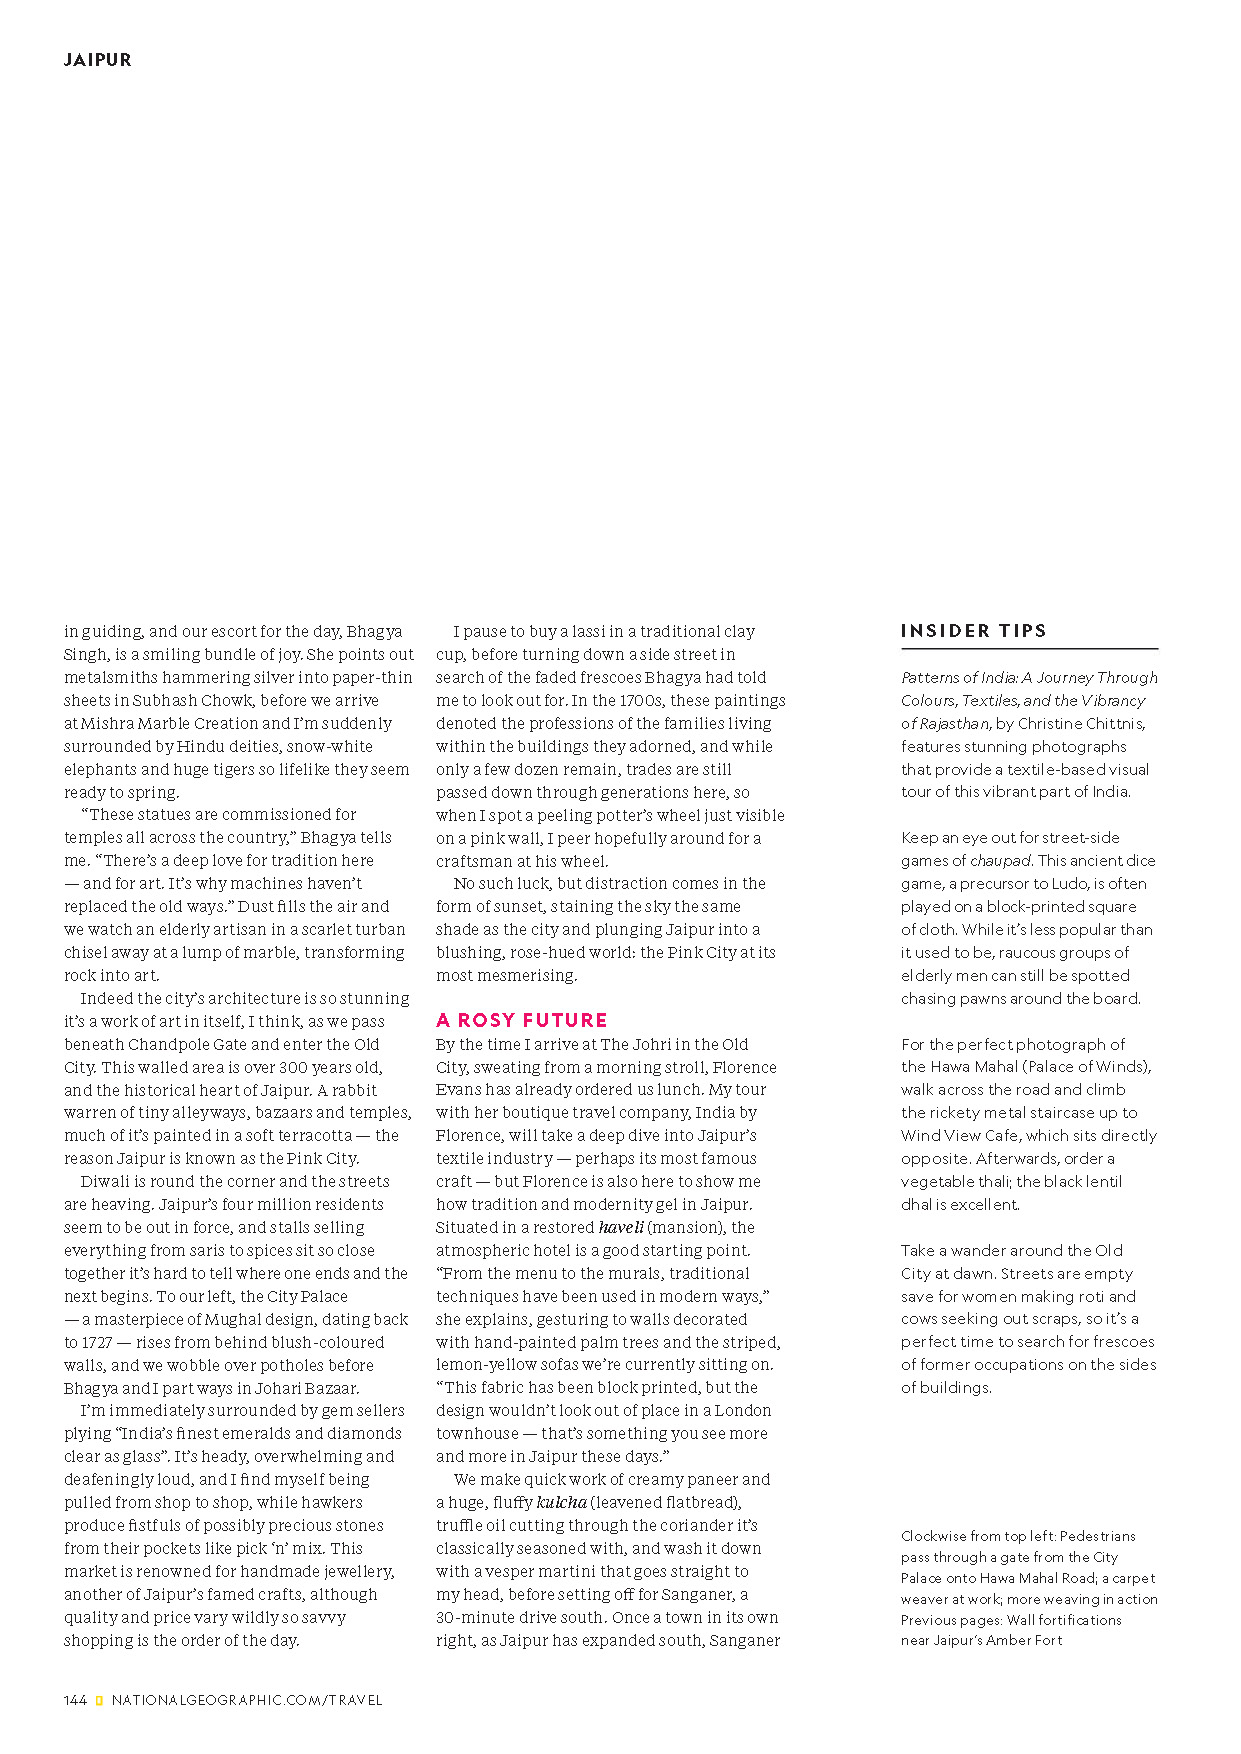 JAIPUR
in guiding, and our escort for the day, Bhagya
Singh, is a smiling bundle of joy. She points out
metalsmiths hammering silver into paper-thin
sheets in Subhash Chowk, before we arrive
at Mishra Marble Creation and I’m suddenly
surrounded by Hindu deities, snow-white
elephants and huge tigers so lifelike they seem
ready to spring.
“These statues are commissioned for
temples all across the country,” Bhagya tells
me. “There’s a deep love for tradition here
— and for art. It’s why machines haven’t
replaced the old ways.” Dust fills the air and
we watch an elderly artisan in a scarlet turban
chisel away at a lump of marble, transforming
rock into art.
Indeed the city’s architecture is so stunning
it’s a work of art in itself, I think, as we pass
beneath Chandpole Gate and enter the Old
City. This walled area is over 300 years old,
and the historical heart of Jaipur. A rabbit
warren of tiny alleyways, bazaars and temples,
much of it’s painted in a soft terracotta — the
reason Jaipur is known as the Pink City.
Diwali is round the corner and the streets
are heaving. Jaipur’s four million residents
seem to be out in force, and stalls selling
everything from saris to spices sit so close
together it’s hard to tell where one ends and the
next begins. To our left, the City Palace
— a masterpiece of Mughal design, dating back
to 1727 — rises from behind blush-coloured
walls, and we wobble over potholes before
Bhagya and I part ways in Johari Bazaar.
I’m immediately surrounded by gem sellers
plying “India’s finest emeralds and diamonds
clear as glass”. It’s heady, overwhelming and
deafeningly loud, and I find myself being
pulled from shop to shop, while hawkers
produce fistfuls of possibly precious stones
from their pockets like pick ‘n’ mix. This
market is renowned for handmade jewellery,
another of Jaipur’s famed crafts, although
quality and price vary wildly so savvy
shopping is the order of the day.
I pause to buy a lassi in a traditional clay
cup, before turning down a side street in
search of the faded frescoes Bhagya had told
me to look out for. In the 1700s, these paintings
denoted the professions of the families living
within the buildings they adorned, and while
only a few dozen remain, trades are still
passed down through generations here, so
when I spot a peeling potter’s wheel just visible
on a pink wall, I peer hopefully around for a
craftsman at his wheel.
No such luck, but distraction comes in the
form of sunset, staining the sky the same
shade as the city and plunging Jaipur into a
blushing, rose-hued world: the Pink City at its
most mesmerising.
A ROSY FUTURE
By the time I arrive at The Johri in the Old
City, sweating from a morning stroll, Florence
Evans has already ordered us lunch. My tour
with her boutique travel company, India by
Florence, will take a deep dive into Jaipur’s
textile industry — perhaps its most famous
craft — but Florence is also here to show me
how tradition and modernity gel in Jaipur.
Situated in a restored haveli (mansion), the
atmospheric hotel is a good starting point.
“From the menu to the murals, traditional
techniques have been used in modern ways,”
she explains, gesturing to walls decorated
with hand-painted palm trees and the striped,
lemon-yellow sofas we’re currently sitting on.
“This fabric has been block printed, but the
design wouldn’t look out of place in a London
townhouse — that’s something you see more
and more in Jaipur these days.”
We make quick work of creamy paneer and
a huge, fluffy kulcha (leavened flatbread),
truffle oil cutting through the coriander it’s
classically seasoned with, and wash it down
with a vesper martini that goes straight to
my head, before setting off for Sanganer, a
30-minute drive south. Once a town in its own
right, as Jaipur has expanded south, Sanganer
INSIDER TIPS
Patterns of India: A Journey Through
Colours, Textiles, and the Vibrancy
of Rajasthan, by Christine Chittnis,
features stunning photographs
that provide a textile-based visual
tour of this vibrant part of India.
Keep an eye out for street-side
games of chaupad. This ancient dice
game, a precursor to Ludo, is often
played on a block-printed square
of cloth. While it’s less popular than
it used to be, raucous groups of
elderly men can still be spotted
chasing pawns around the board.
For the perfect photograph of
the Hawa Mahal (Palace of Winds),
walk across the road and climb
the rickety metal staircase up to
Wind View Cafe, which sits directly
opposite. Afterwards, order a
vegetable thali; the black lentil
dhal is excellent.
Take a wander around the Old
City at dawn. Streets are empty
save for women making roti and
cows seeking out scraps, so it’s a
perfect time to search for frescoes
of former occupations on the sides
of buildings.
Clockwise from top left: Pedestrians
pass through a gate from the City
Palace onto Hawa Mahal Road; a carpet
weaver at work; more weaving in action
Previous pages: Wall fortifications
near Jaipur’s Amber Fort
144 NATIONALGEOGRAPHIC.COM/TRAVEL